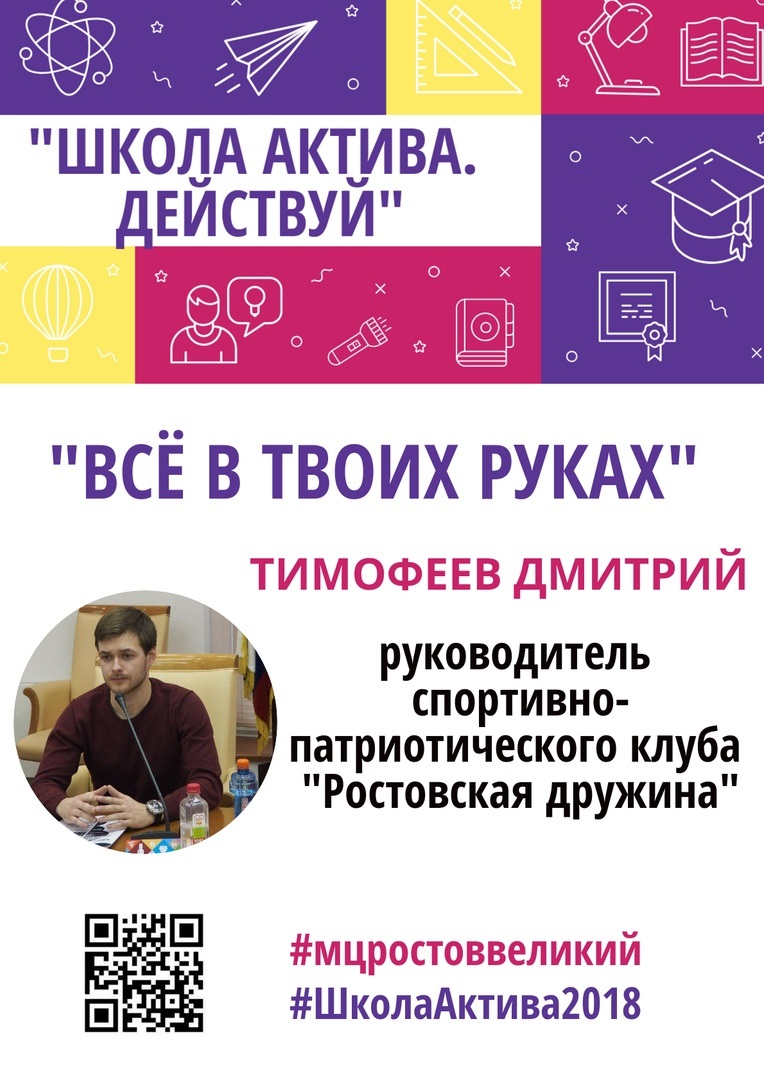 "ШКОЛА АКТИВА.
ДЕЙСТВУЙ"
"ВСЁ В ТВОИХ РУКАХ"
ТИМОФЕЕВ ДМИТРИЙ
руководитель
спортивно-
патриотического клуба
"Ростовская дружина"
#мцростоввеликий
#ШколаАктива2018